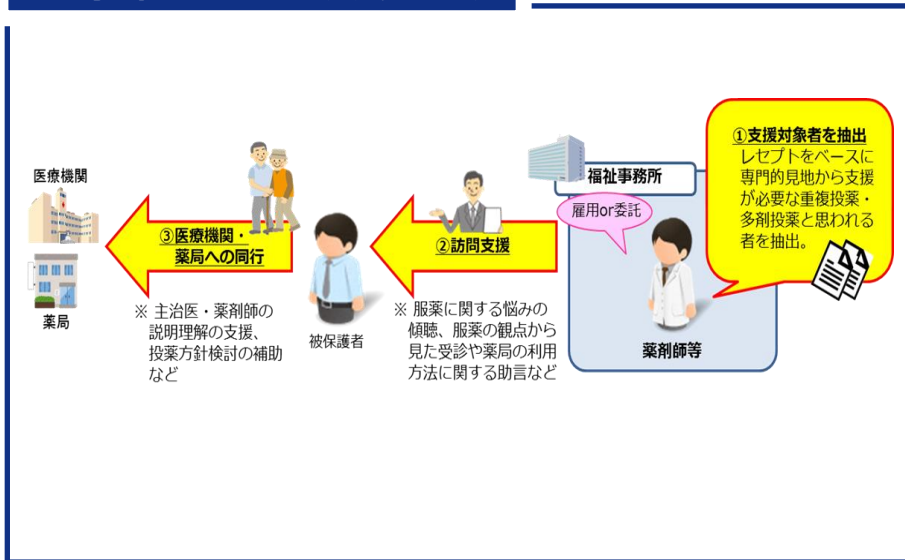 ①支援対象者を抽出
レセプトをベースに
専門的見地から支援
が必要な重複投薬・
多剤投薬と思われる
者を抽出。
福祉事務所
雇用or委託
薬剤師等
②訪問支援
※ 服薬に関する悩みの
傾聴、服薬の観点から
見た受診や薬局の利用
方法に関する助言など
被保護者
③医療機関・
薬局への同行
※ 主治医・薬剤師の
説明理解の支援、
投薬方針検討の補助
など
医療機関
薬局